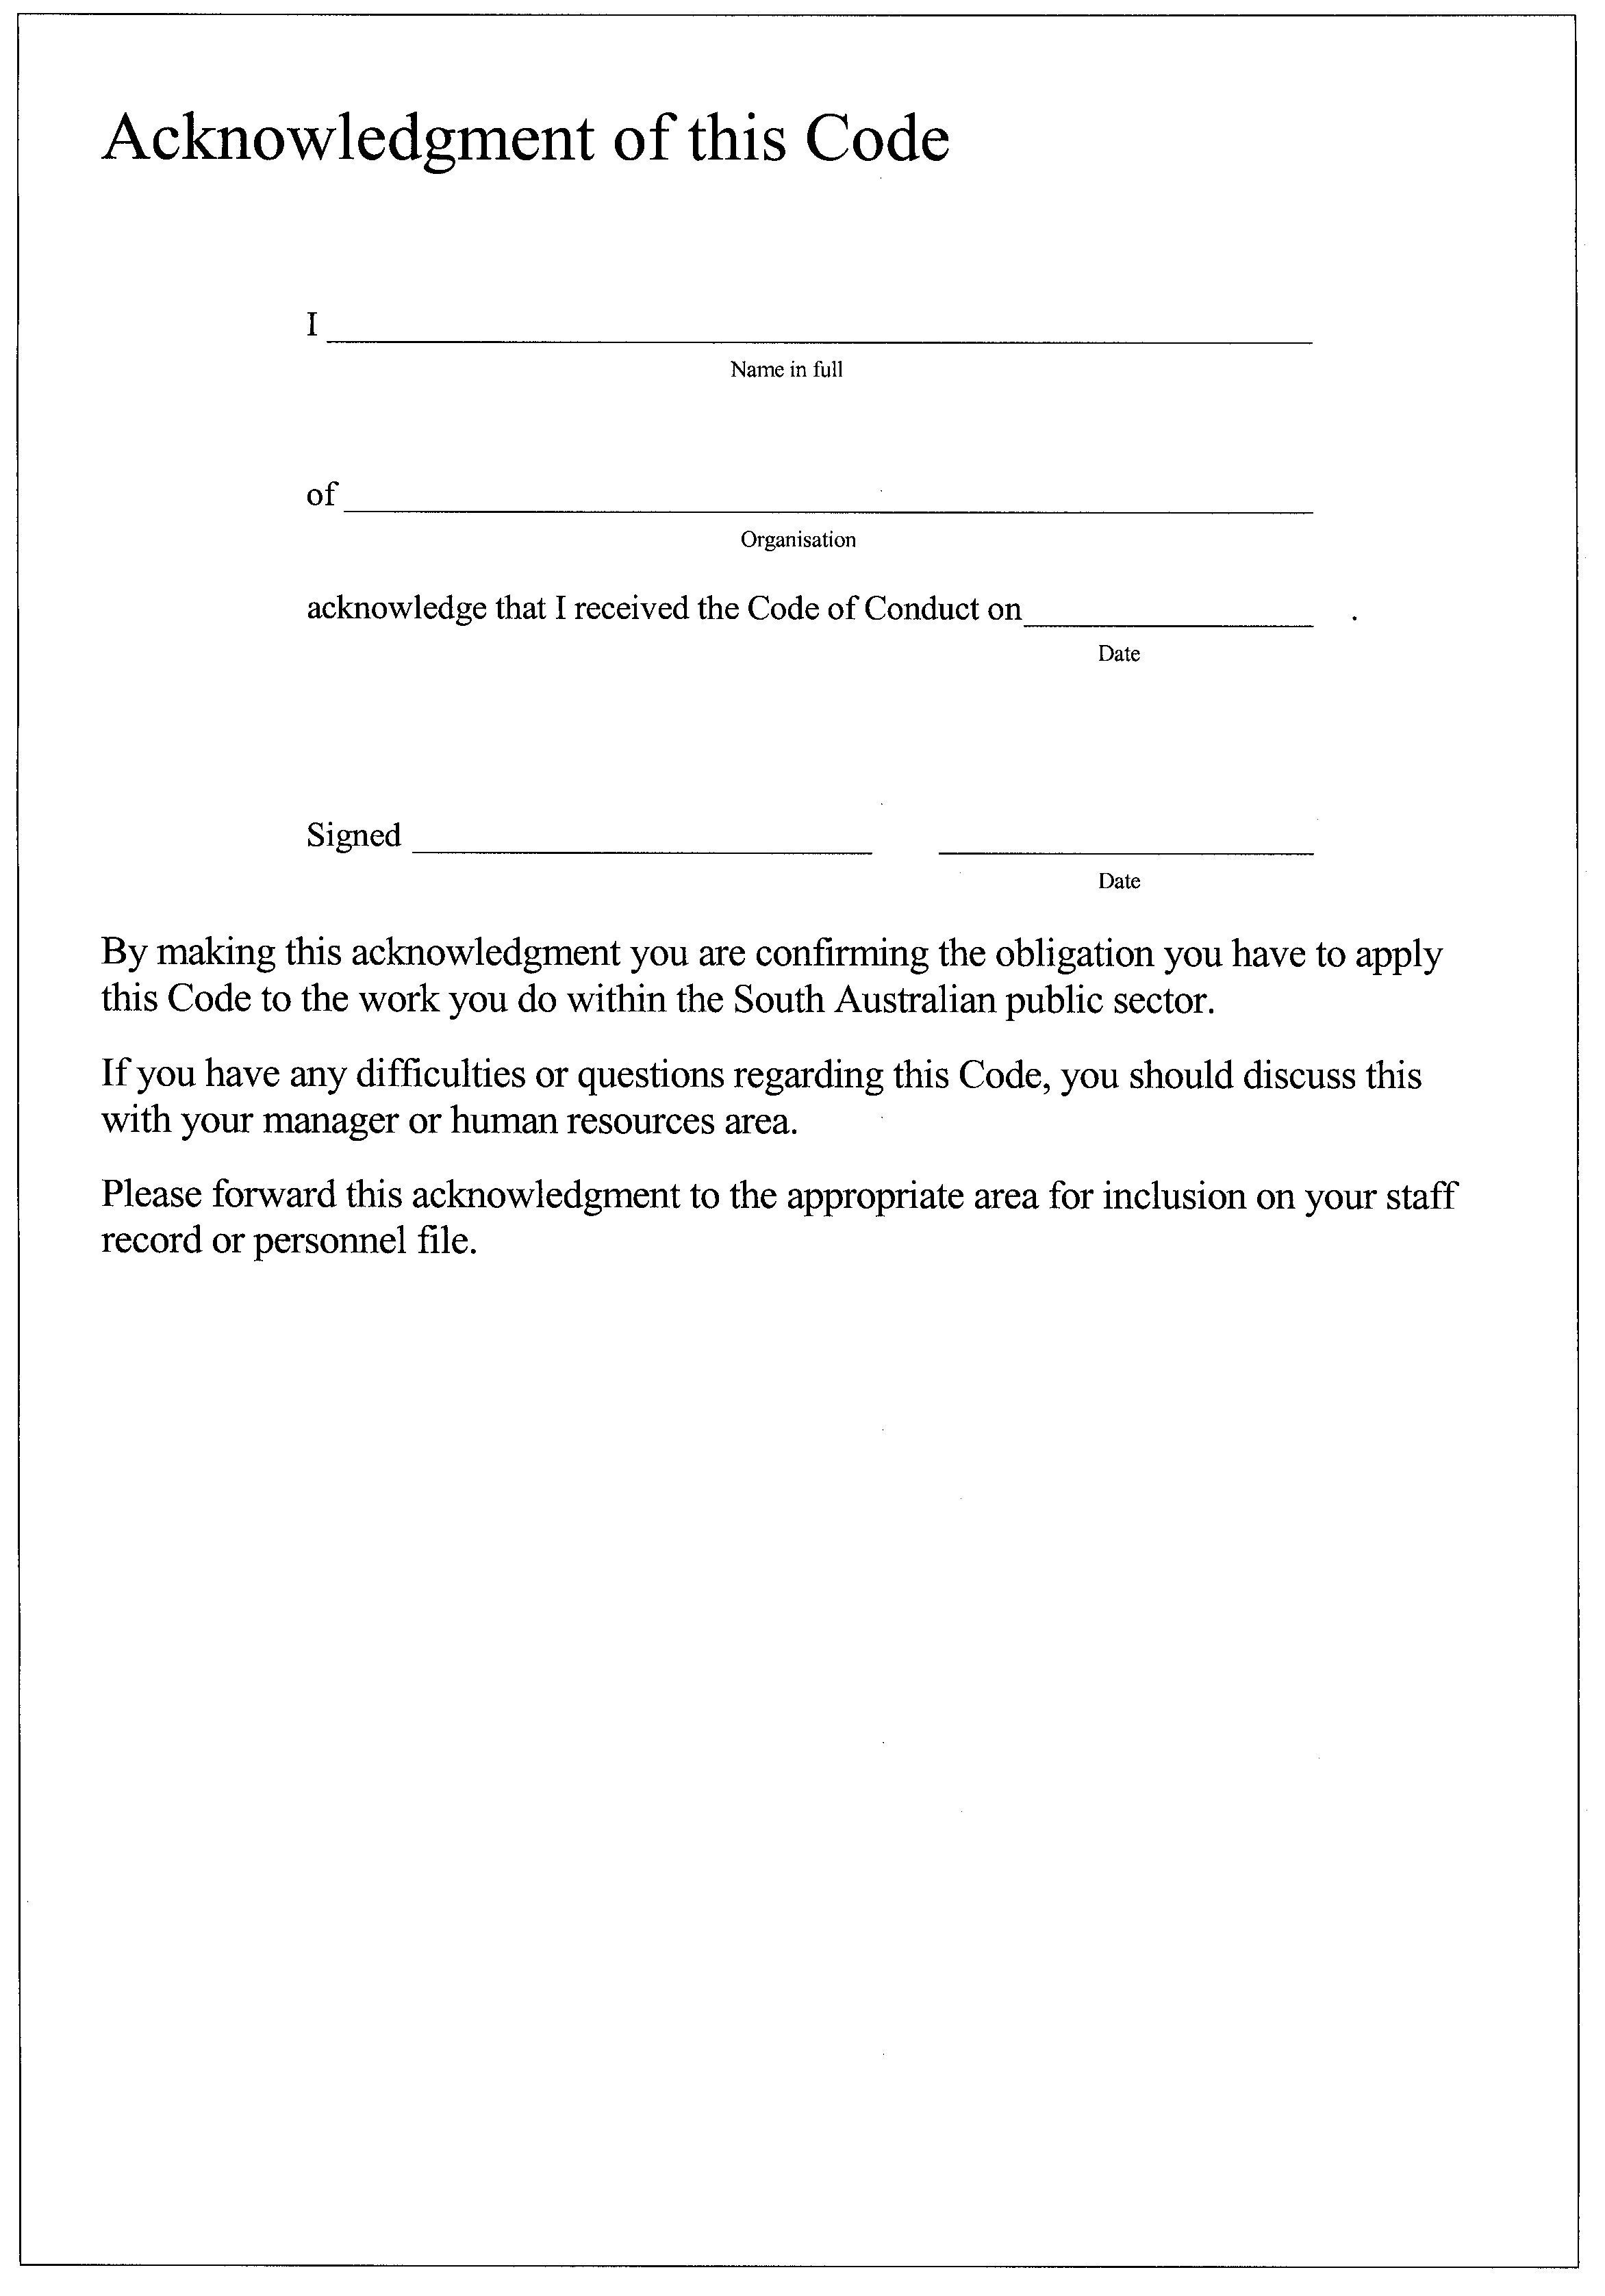 Acknowledgment of this Code
I
Name in full
of
Organisation
acknowledge that I received the Code of Conduct on .
Date
Signed
Date
By making this acknowledgment you are confirming the obligation you have to apply
this Code to the work you do within the South Australian public sector.
If you have any difficulties or questions regarding this Code, you should discuss this
with your manager or human resources area.
Please forward this acknowledgment to the appropriate area for inclusion on your staff
record or personnel file.